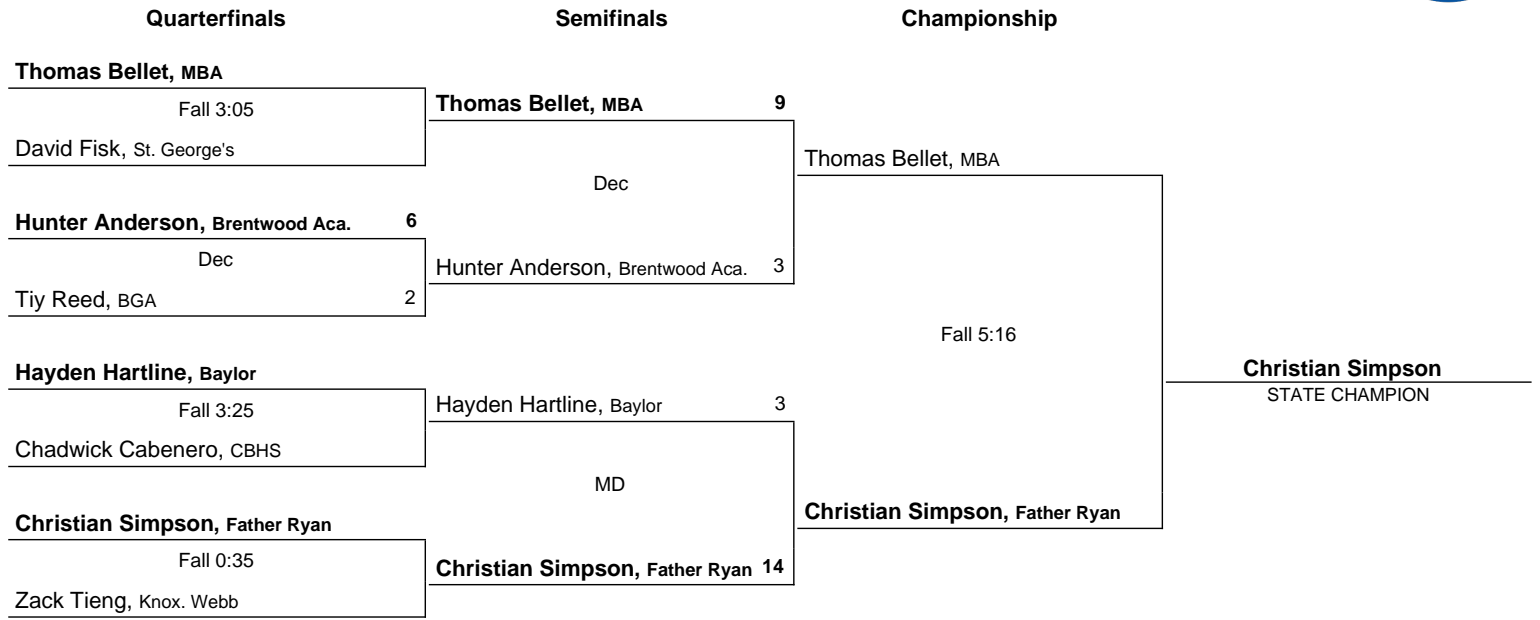 Quarterfinals Semifinals Championship
Thomas Bellet, MBA
Fall 3:05
David Fisk, St. George's
Hunter Anderson, Brentwood Aca. 6
Dec
Tiy Reed, BGA 2
Hayden Hartline, Baylor
Fall 3:25
Chadwick Cabenero, CBHS
Christian Simpson, Father Ryan
Fall 0:35
Zack Tieng, Knox. Webb
Thomas Bellet, MBA 9
Dec
Hunter Anderson, Brentwood Aca. 3
Hayden Hartline, Baylor 3
MD
Christian Simpson, Father Ryan 14
Thomas Bellet, MBA
Fall 5:16
Christian Simpson, Father Ryan
Christian Simpson
STATE CHAMPION